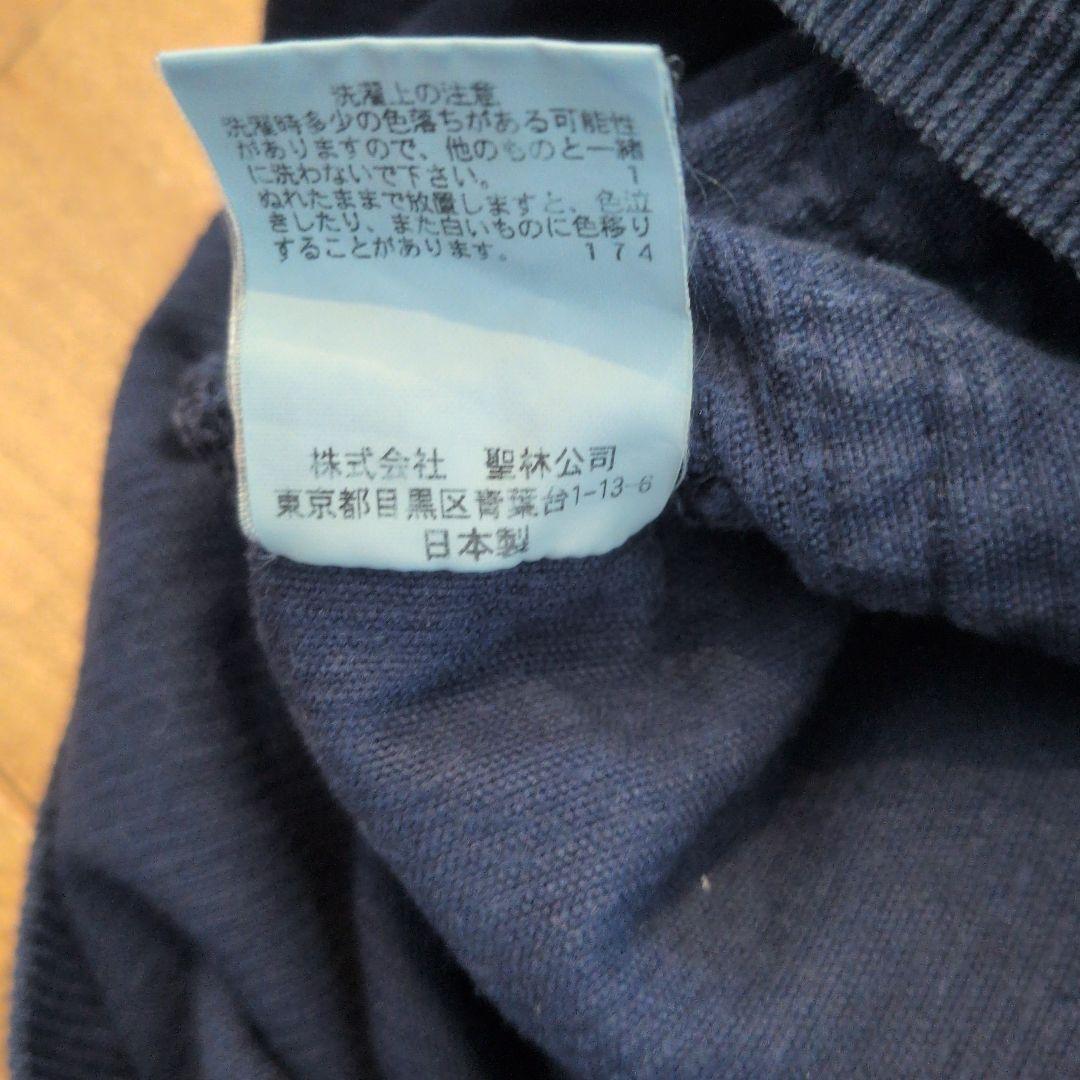 洗濯上の注意
洗濯時多少の色落ちがある可能性
がありますので、他のものと一緒
に洗わないで下さい。 1
ぬれたままで放置しますと、色泣
きしたり、また白いものに色移り
することがあります。 174
株式会社 聖林公司
東京都目黒区青葉台1-13-6
日本製